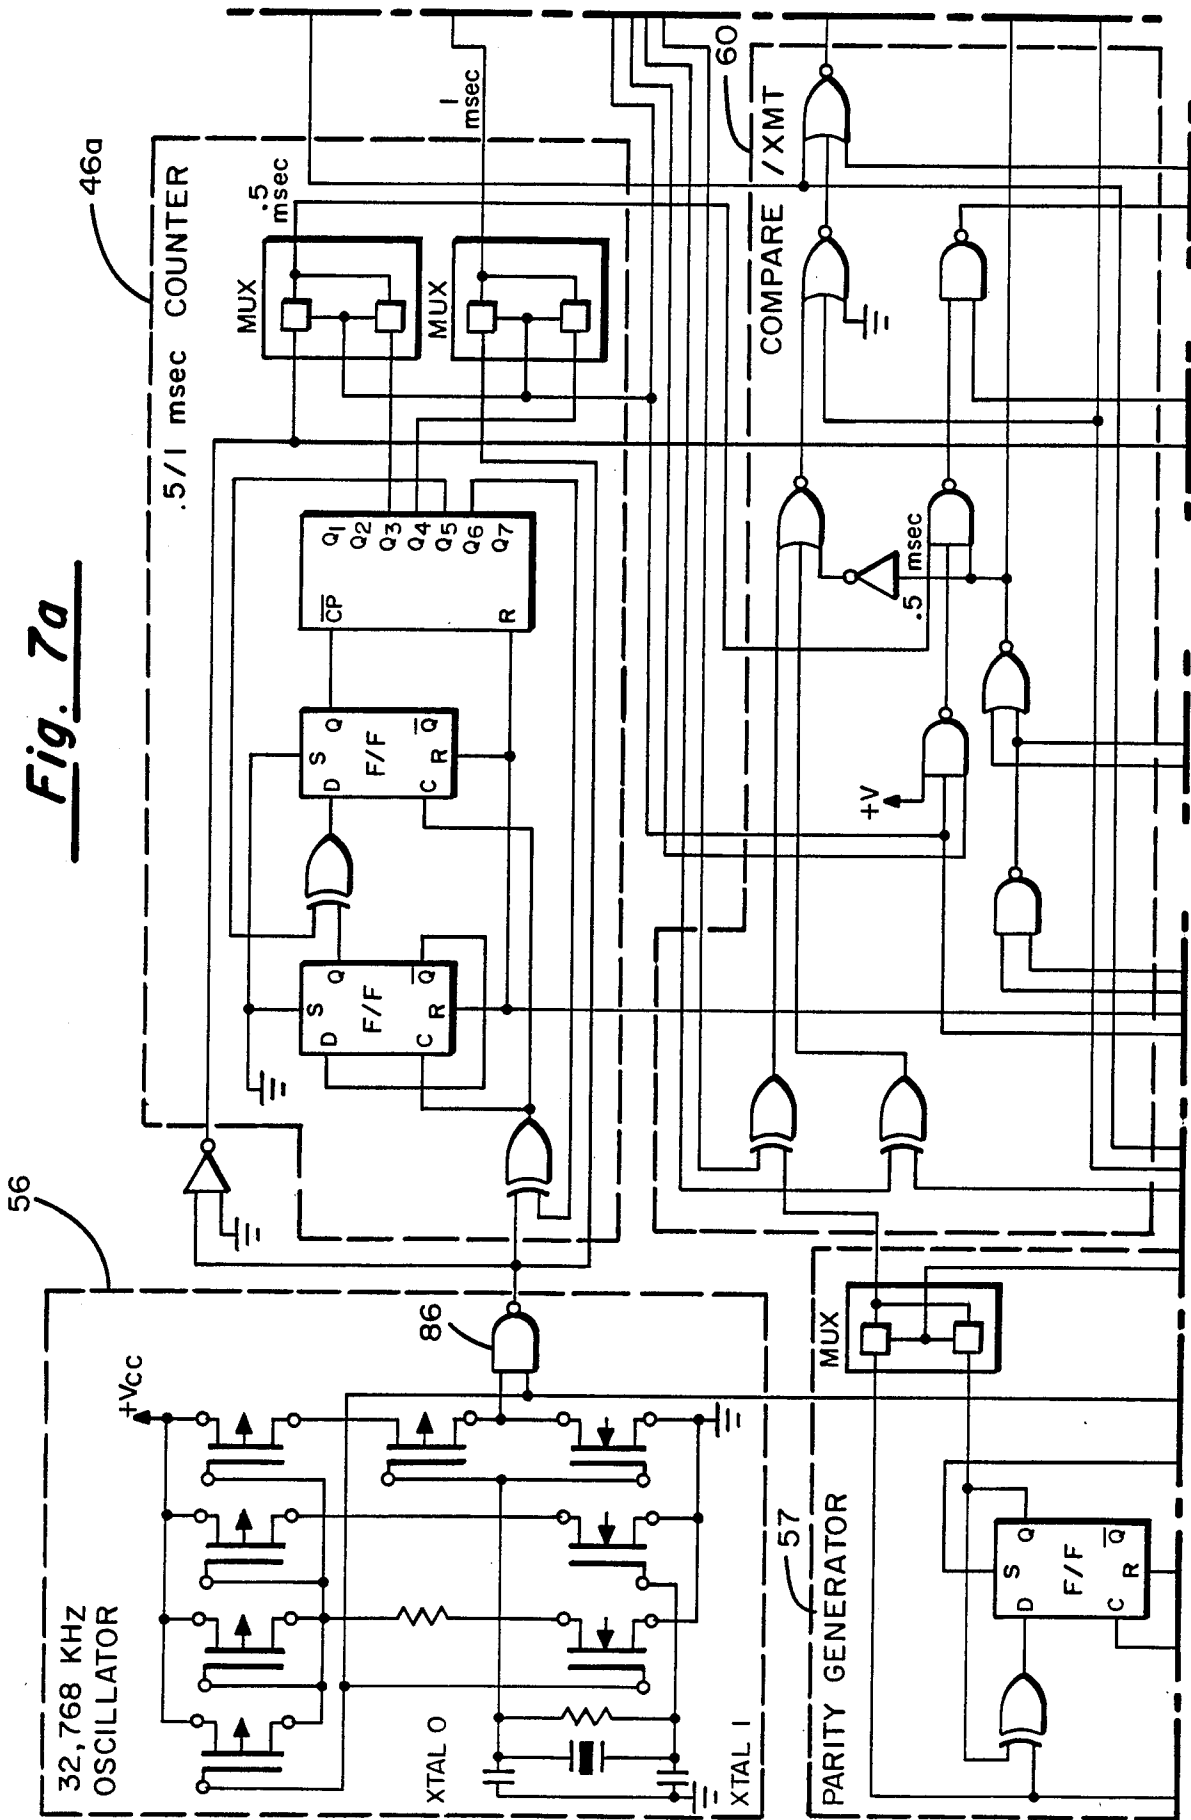 Fig. 7a
56
32,768 KHz
OSCILLATOR
+Vcc
XTAL 0
XTAL 1
86
46a
.5/1 msec COUNTER
S
D
Q
F/F
C
Q
R
S
D
Q
F/F
C
Q
R
CP
R
Q1
Q2
Q3
Q4
Q5
Q6
Q7
MUX
MUX
.5
msec
1
msec
60
COMPARE /XMT
+V
.5 msec
57
PARITY GENERATOR
MUX
S
D
Q
F/F
C
Q
R